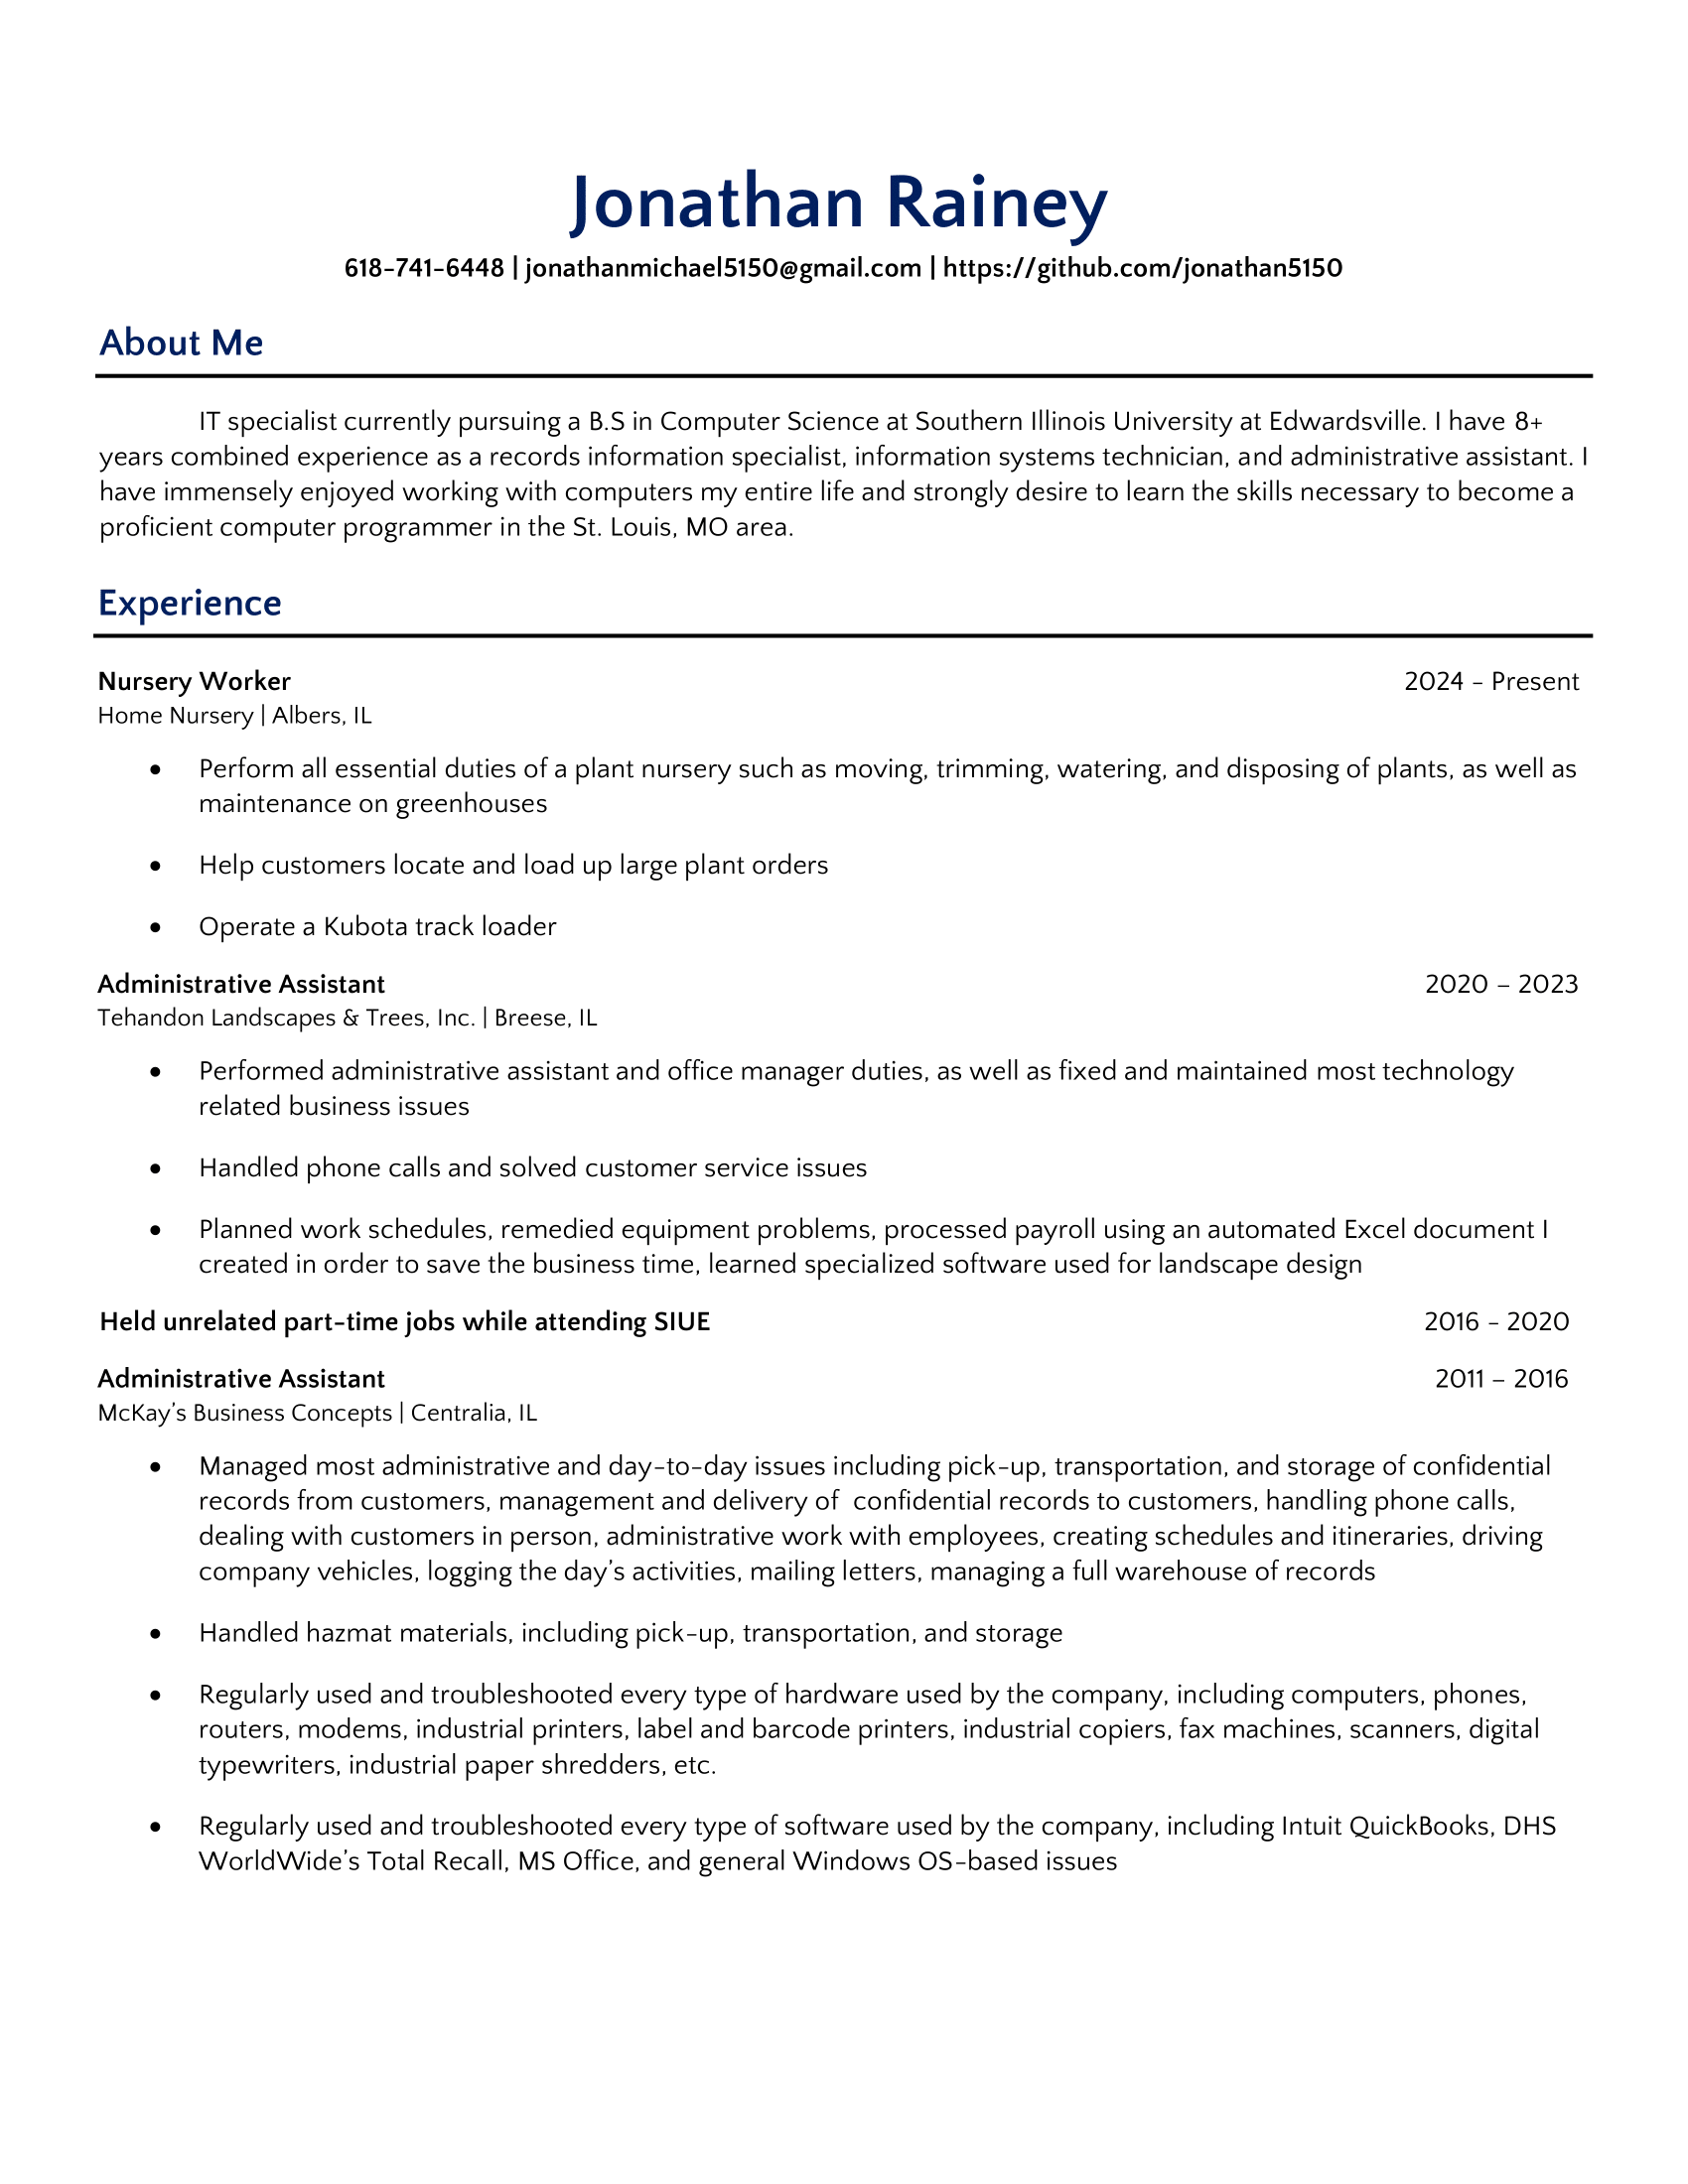 Jonathan Rainey
618-741-6448 | jonathanmichael5150@gmail.com | https://github.com/jonathan5150
About Me
IT specialist currently pursuing a B.S in Computer Science at Southern Illinois University at Edwardsville. I have 8+
years combined experience as a records information specialist, information systems technician, and administrative assistant. I
have immensely enjoyed working with computers my entire life and strongly desire to learn the skills necessary to become a
proficient computer programmer in the St. Louis, MO area.
Experience
Nursery Worker 2024 - Present
Home Nursery | Albers, IL
• Perform all essential duties of a plant nursery such as moving, trimming, watering, and disposing of plants, as well as
maintenance on greenhouses
• Help customers locate and load up large plant orders
• Operate a Kubota track loader
Administrative Assistant 2020 – 2023
Tehandon Landscapes & Trees, Inc. | Breese, IL
• Performed administrative assistant and office manager duties, as well as fixed and maintained most technology
related business issues
• Handled phone calls and solved customer service issues
• Planned work schedules, remedied equipment problems, processed payroll using an automated Excel document I
created in order to save the business time, learned specialized software used for landscape design
Held unrelated part-time jobs while attending SIUE 2016 - 2020
Administrative Assistant 2011 – 2016
McKay’s Business Concepts | Centralia, IL
• Managed most administrative and day-to-day issues including pick-up, transportation, and storage of confidential
records from customers, management and delivery of  confidential records to customers, handling phone calls,
dealing with customers in person, administrative work with employees, creating schedules and itineraries, driving
company vehicles, logging the day’s activities, mailing letters, managing a full warehouse of records
• Handled hazmat materials, including pick-up, transportation, and storage
• Regularly used and troubleshooted every type of hardware used by the company, including computers, phones,
routers, modems, industrial printers, label and barcode printers, industrial copiers, fax machines, scanners, digital
typewriters, industrial paper shredders, etc.
• Regularly used and troubleshooted every type of software used by the company, including Intuit QuickBooks, DHS
WorldWide’s Total Recall, MS Office, and general Windows OS-based issues